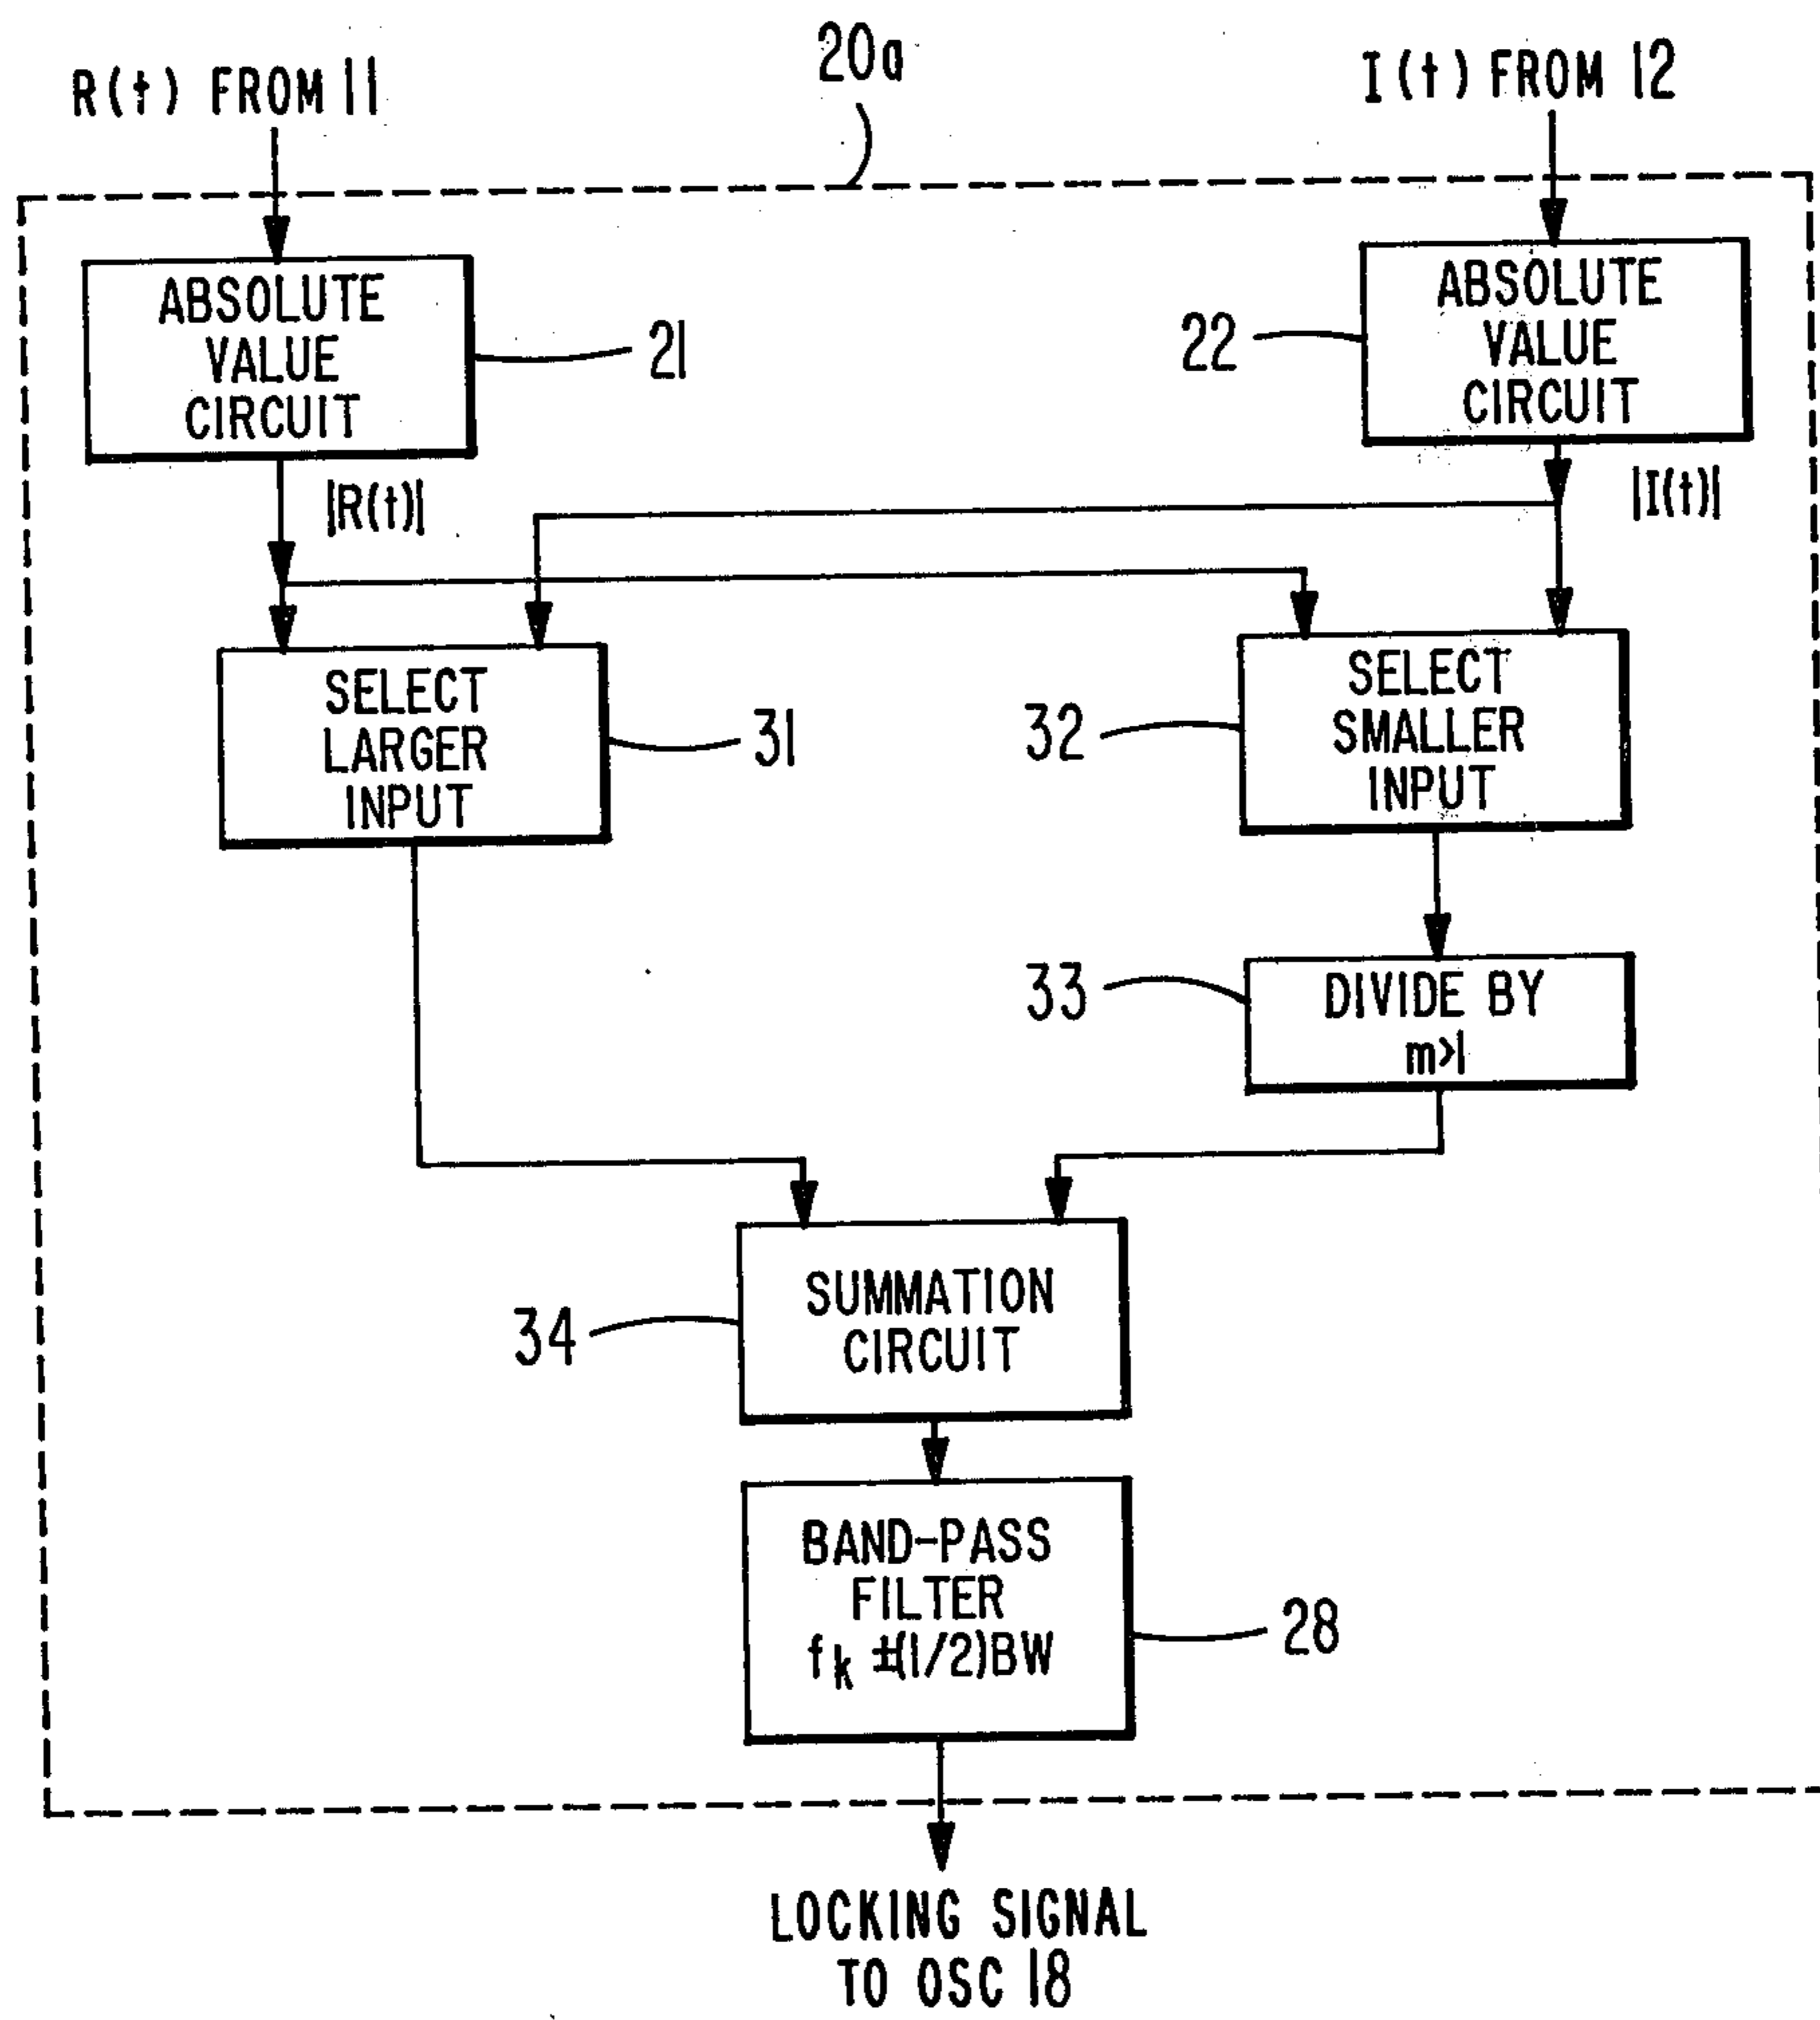 20a
R(t) FROM 11
I(t) FROM 12
ABSOLUTE
VALUE
CIRCUIT
21
22
ABSOLUTE
VALUE
CIRCUIT
|R(t)|
|I(t)|
SELECT
LARGER
INPUT
31
32
SELECT
SMALLER
INPUT
33
DIVIDE BY
m>1
34
SUMMATION
CIRCUIT
BAND-PASS
FILTER
fk ±(1/2)BW
28
LOCKING SIGNAL
TO OSC 18